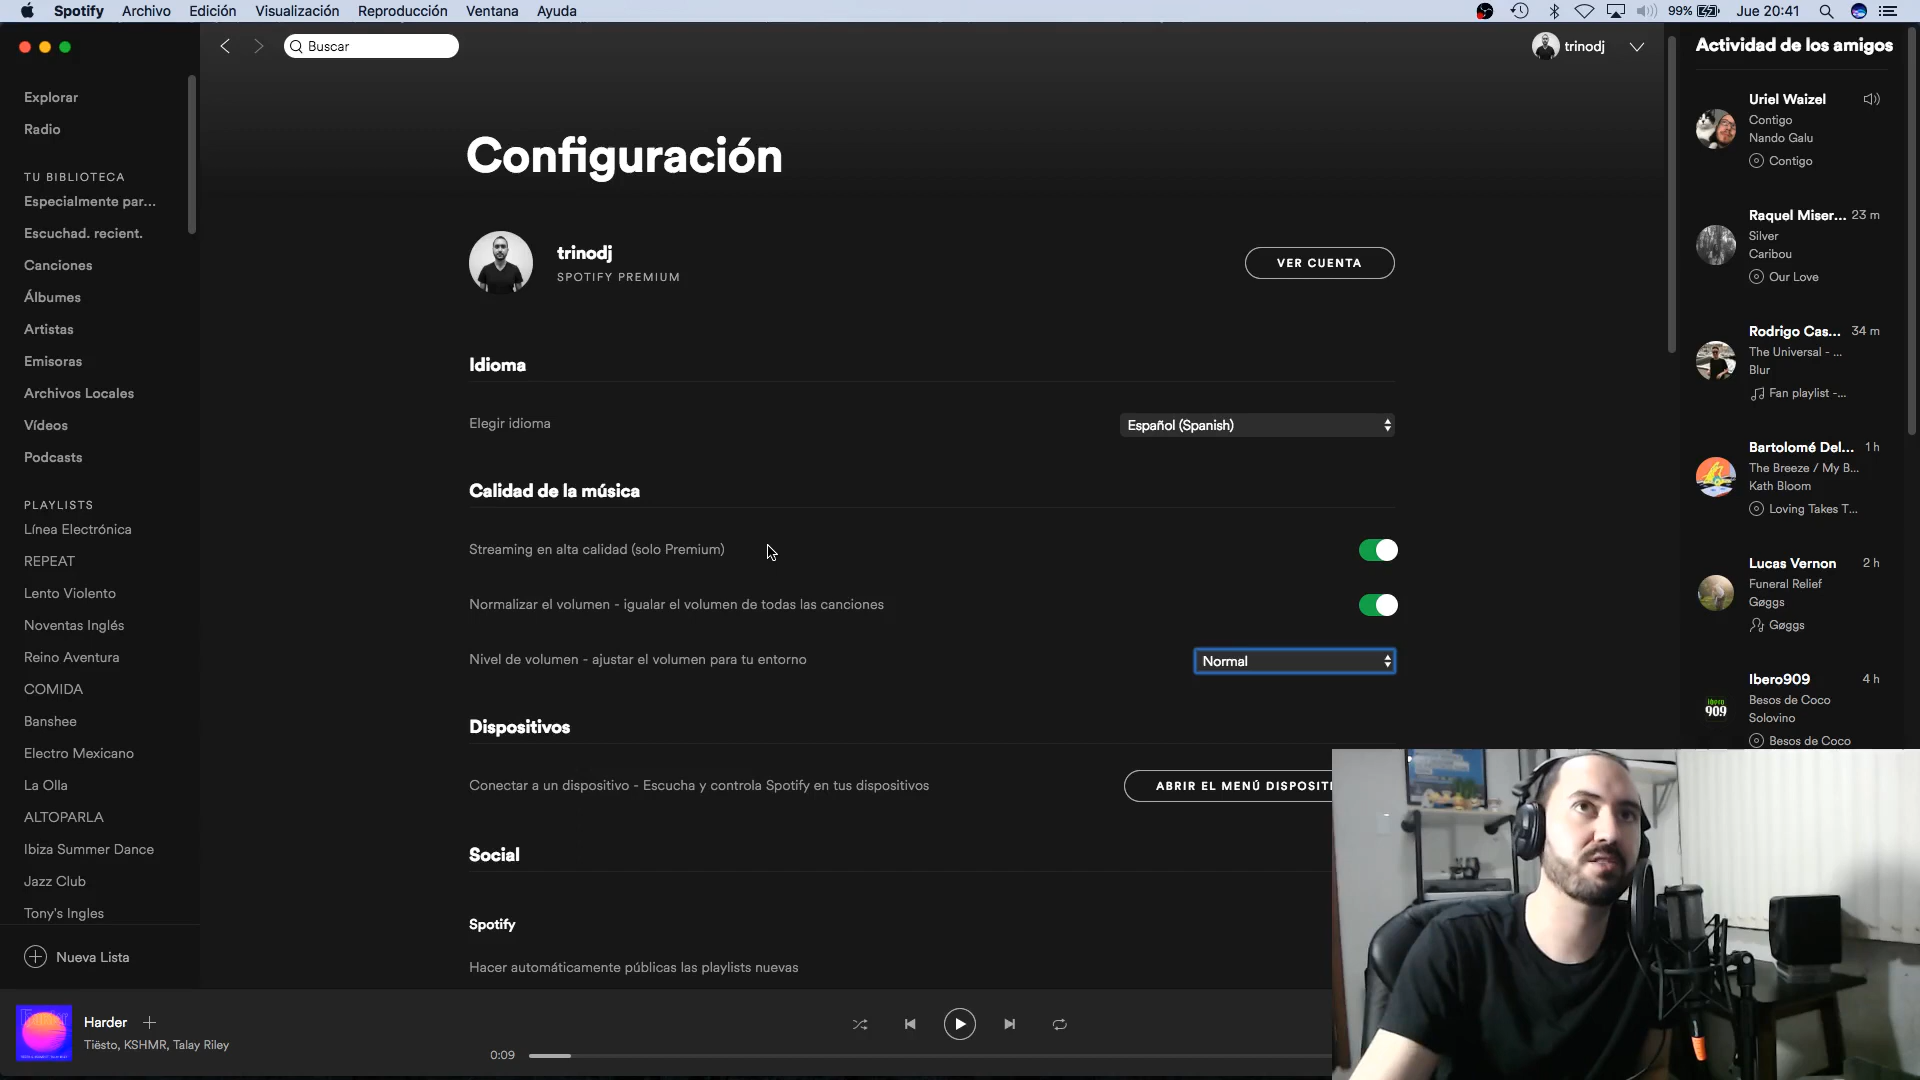 Spotify Archivo Edición Visualización Reproducción Ventana Ayuda
99% Jue 20:41
Buscar
trinodj
Explorar
Radio
TU BIBLIOTECA
Especialmente par...
Escuchad. recient.
Canciones
Álbumes
Artistas
Emisoras
Archivos Locales
Vídeos
Podcasts
PLAYLISTS
Línea Electrónica
REPEAT
Lento Violento
Noventas Inglés
Reino Aventura
COMIDA
Banshee
Electro Mexicano
La Olla
ALTOPARLA
Ibiza Summer Dance
Jazz Club
Tony's Ingles
Nueva Lista
Configuración
trinodj
SPOTIFY PREMIUM
VER CUENTA
Idioma
Elegir idioma
Español (Spanish)
Calidad de la música
Streaming en alta calidad (solo Premium)
Normalizar el volumen - igualar el volumen de todas las canciones
Nivel de volumen - ajustar el volumen para tu entorno
Normal
Dispositivos
Conectar a un dispositivo - Escucha y controla Spotify en tus dispositivos
ABRIR EL MENÚ DISPOSITI
Social
Spotify
Hacer automáticamente públicas las playlists nuevas
Actividad de los amigos
Uriel Waizel
Contigo
Nando Galu
Contigo
Raquel Miser... 23 m
Silver
Caribou
Our Love
Rodrigo Cas... 34 m
The Universal - ...
Blur
Fan playlist -...
Bartolomé Del... 1 h
The Breeze / My B...
Kath Bloom
Loving Takes T...
Lucas Vernon 2 h
Funeral Relief
Gøggs
Gøggs
Ibero909 4 h
ibero
909
Besos de Coco
Solovino
Besos de Coco
Harder
Tiësto, KSHMR, Talay Riley
0:09